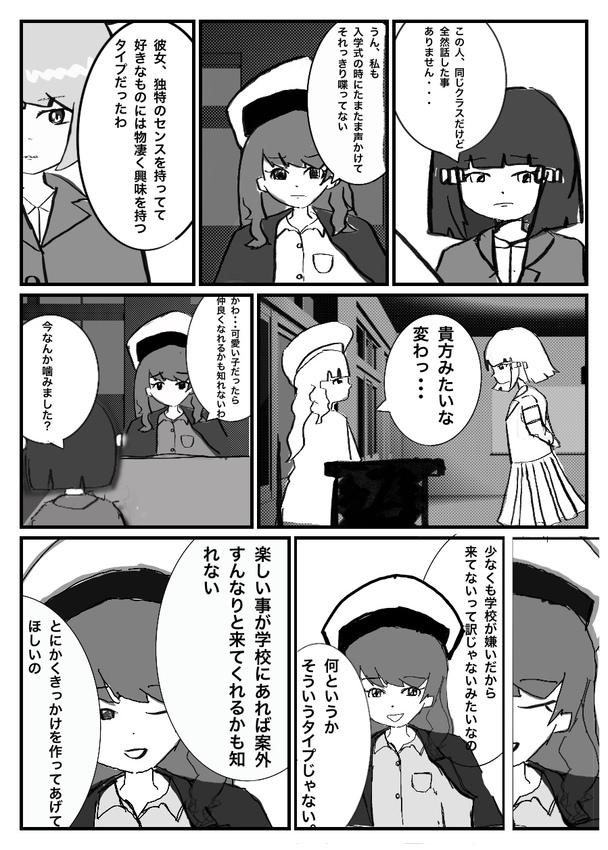 この人、同じクラスだけど
全然話した事
ありません・・・
うん、私も
入学式の時にたまたま声かけて
それっきり喋ってない
彼女、独特のセンスを持ってて
好きなものには物凄く興味を持つ
タイプだったわ
貴方みたいな
変わっ・・・
かわ・・・可愛い子だったら
仲良くなれるかも知れないわ
今なんか噛みました?
少なくも学校が嫌いだから
来てないって訳じゃないみたいなの
何というか
そういうタイプじゃない。
楽しい事が学校にあれば案外
すんなりと来てくれるかも知
れない
とにかくきっかけを作ってあげて
ほしいの